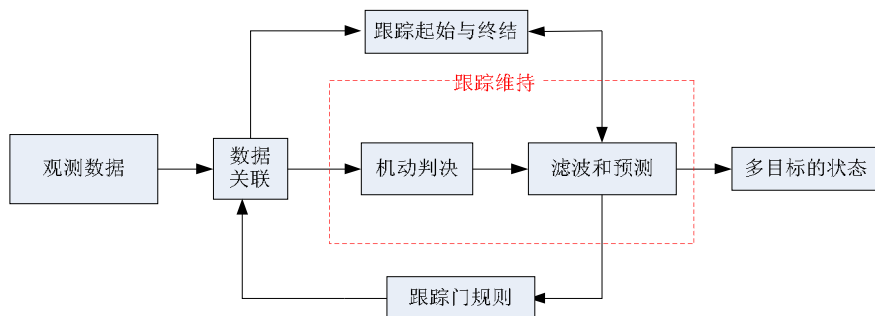 跟踪起始与终结
跟踪维持
观测数据
数据
关联
机动判决
滤波和预测
多目标的状态
跟踪门规则